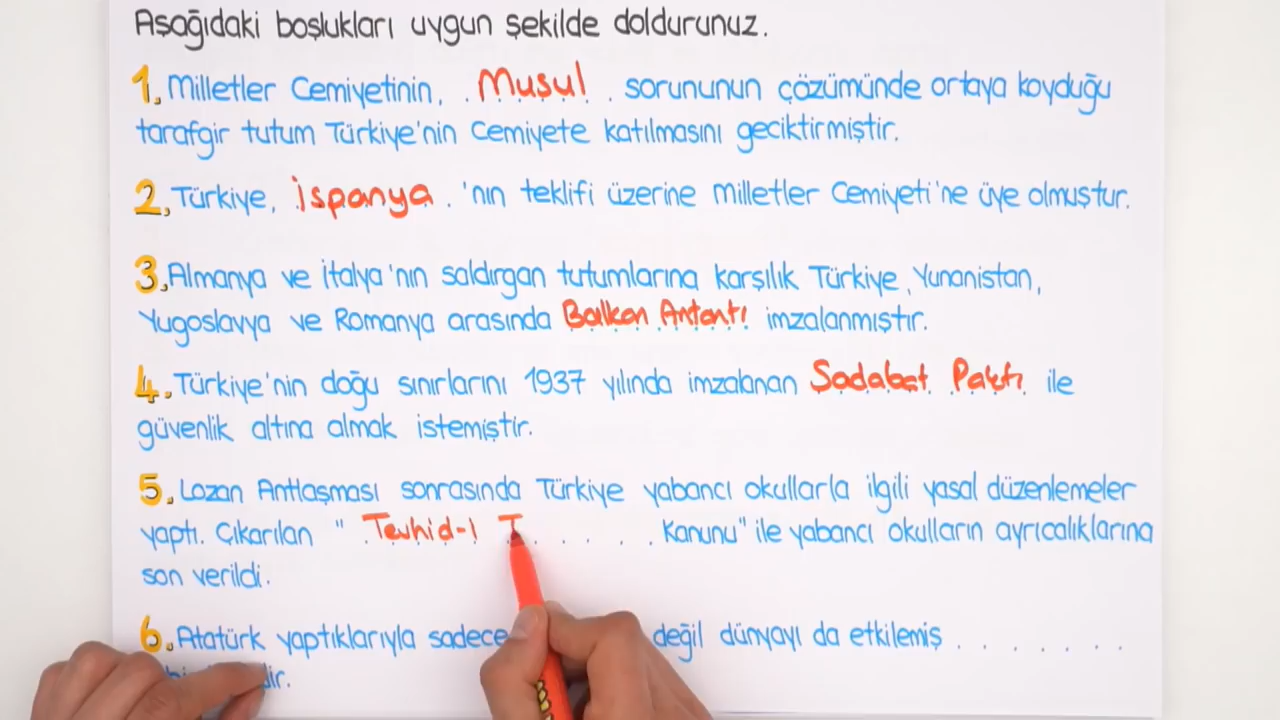 Aşağıdaki boşlukları uygun şekilde doldurunuz.
1. Milletler Cemiyetinin, . Musul . sorununun çözümünde ortaya koyduğu
tarafgir tutum Türkiye'nin Cemiyete katılmasını geciktirmiştir.
2. Türkiye, İspanya . 'nın teklifi üzerine Milletler Cemiyeti'ne üye olmuştur.
3. Almanya ve İtalya'nın saldırgan tutumlarına karşılık Türkiye, Yunanistan,
Yugoslavya ve Romanya arasında Balkan Antantı imzalanmıştır.
4. Türkiye'nin doğu sınırlarını 1937 yılında imzalanan Sadabat Paktı ile
güvenlik altına almak istemiştir.
5. Lozan Antlaşması sonrasında Türkiye yabancı okullarla ilgili yasal düzenlemeler
yaptı. Çıkarılan " Tevhid-i T . . . . . Kanunu" ile yabancı okulların ayrıcalıklarına
son verildi.
6. Atatürk yaptıklarıyla sadece değil dünyayı da etkilemiş . . . . . . .